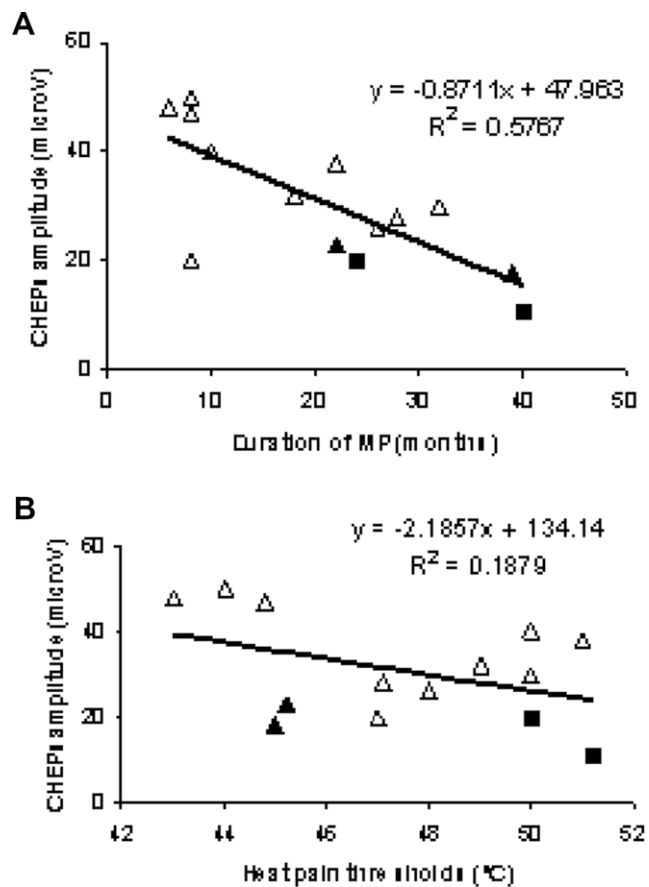 A
y = -0.8711x + 47.963
R² = 0.5767
CHEPs amplitude (microV)
60
40
20
0
0 10 20 30 40 50
Duration of MP (months)
B
y = -2.1857x + 134.14
R² = 0.1879
CHEPs amplitude (microV)
60
40
20
0
42 44 46 48 50 52
Heat pain thresholds (°C)